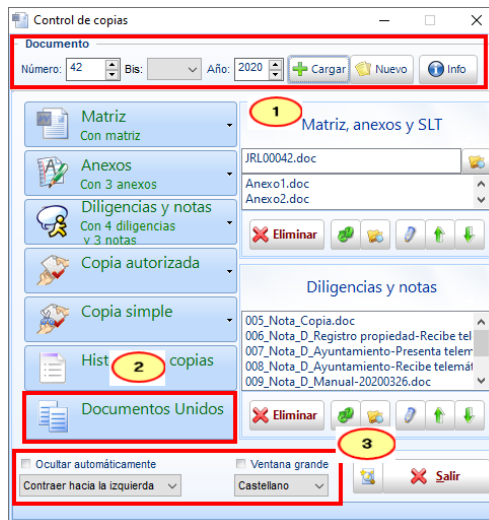 Control de copias
Documento
Número: 42 Bis: Año: 2020 Cargar Nuevo Info
1
Matriz
Con matriz
Matriz, anexos y SLT
Anexos
Con 3 anexos
JRL00042.doc
Anexo1.doc
Anexo2.doc
Diligencias y notas
Con 4 diligencias
y 3 notas
Eliminar
Copia autorizada
Diligencias y notas
Copia simple
005_Nota_Copia.doc
006_Nota_D_Registro propiedad-Recibe tel
007_Nota_D_Ayuntamiento-Presenta telem
008_Nota_D_Ayuntamiento-Recibe telemát
009_Nota_D_Manual-20200326.doc
Hist 2 copias
Documentos Unidos
Eliminar
3
Ocultar automáticamente
Ventana grande
Contraer hacia la izquierda
Castellano
Salir